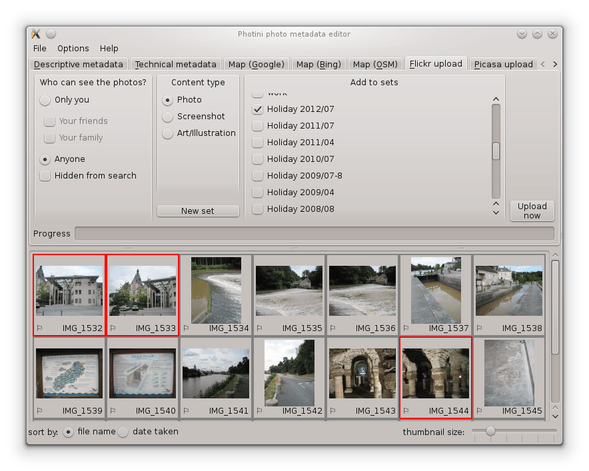 Photini photo metadata editor
File Options Help
Descriptive metadata Technical metadata Map (Google) Map (Bing) Map (OSM) Flickr upload Picasa upload
Who can see the photos? Content type Add to sets
work
Only you Photo Holiday 2012/07
Your friends Screenshot Holiday 2011/07
Your family Art/Illustration Holiday 2011/04
Anyone Holiday 2010/07
Hidden from search Holiday 2009/07-8
Holiday 2009/04
New set Holiday 2008/08
Upload now
Progress
IMG_1532 IMG_1533 IMG_1534 IMG_1535 IMG_1536 IMG_1537 IMG_1538
IMG_1539 IMG_1540 IMG_1541 IMG_1542 IMG_1543 IMG_1544 IMG_1545
sort by: file name date taken thumbnail size: